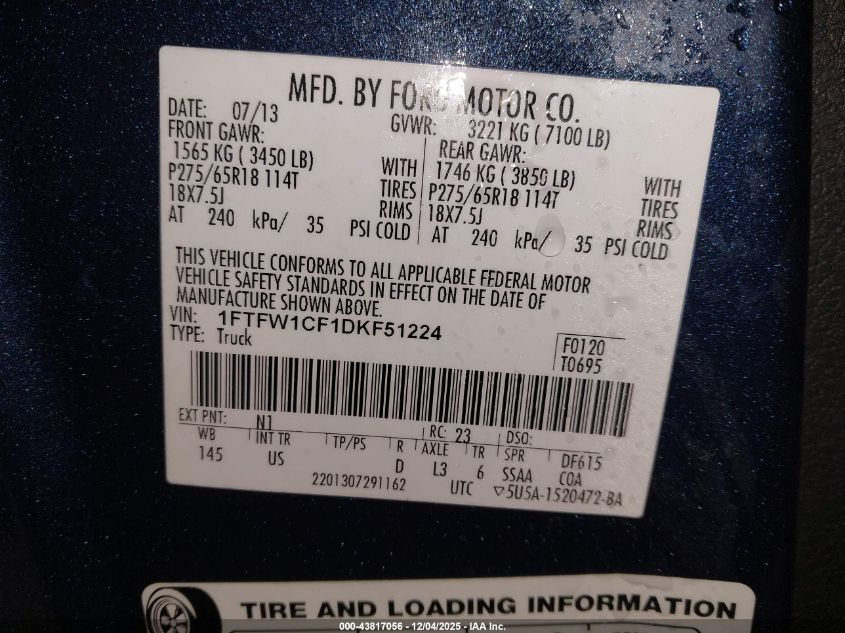 MFD. BY FORD MOTOR CO.
DATE: 07/13 GVWR: 3221 KG ( 7100 LB)
FRONT GAWR: REAR GAWR:
1565 KG ( 3450 LB) WITH 1746 KG ( 3850 LB) WITH
P275/65R18 114T TIRES P275/65R18 114T TIRES
18X7.5J RIMS 18X7.5J RIMS
AT 240 kPa/ 35 PSI COLD AT 240 kPa/ 35 PSI COLD
THIS VEHICLE CONFORMS TO ALL APPLICABLE FEDERAL MOTOR
VEHICLE SAFETY STANDARDS IN EFFECT ON THE DATE OF
MANUFACTURE SHOWN ABOVE.
VIN: 1FTFW1CF1DKF51224
TYPE: Truck
F0120
T0695
EXT PNT: N1 RC: 23 DSO:
WB INT TR TP/PS R AXLE TR SPR DF615
145 US D L3 6 SSAA COA
2201307291162 UTC ▽5U5A-1520472-BA
TIRE AND LOADING INFORMATION
000-43817056 - 12/04/2025 - IAA Inc.